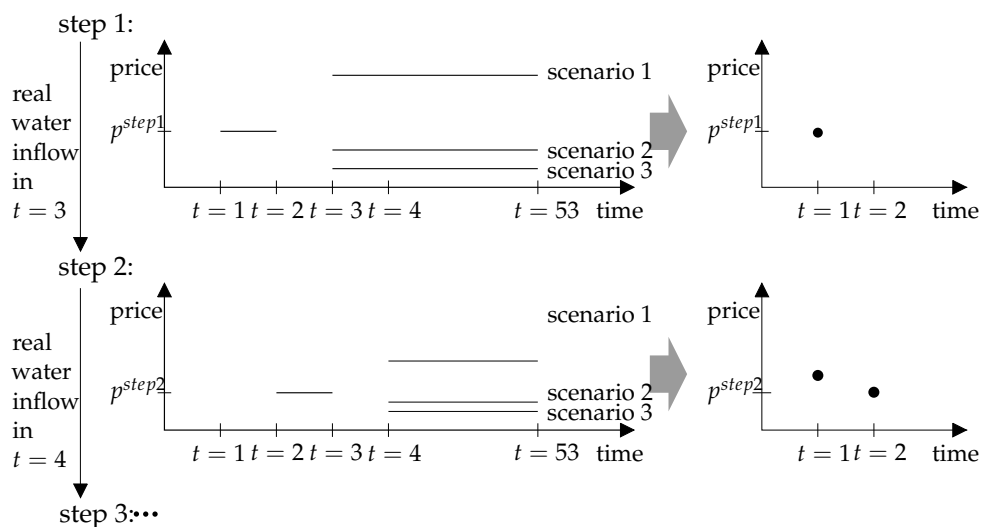 step 1:
real
water
inflow
in
t = 3
price
p^step1
scenario 1
scenario 2
scenario 3
t = 1 t = 2 t = 3 t = 4 t = 53 time
price
p^step1
t = 1 t = 2 time
step 2:
real
water
inflow
in
t = 4
price
p^step2
scenario 1
scenario 2
scenario 3
t = 1 t = 2 t = 3 t = 4 t = 53 time
price
p^step2
t = 1 t = 2 time
step 3:•••